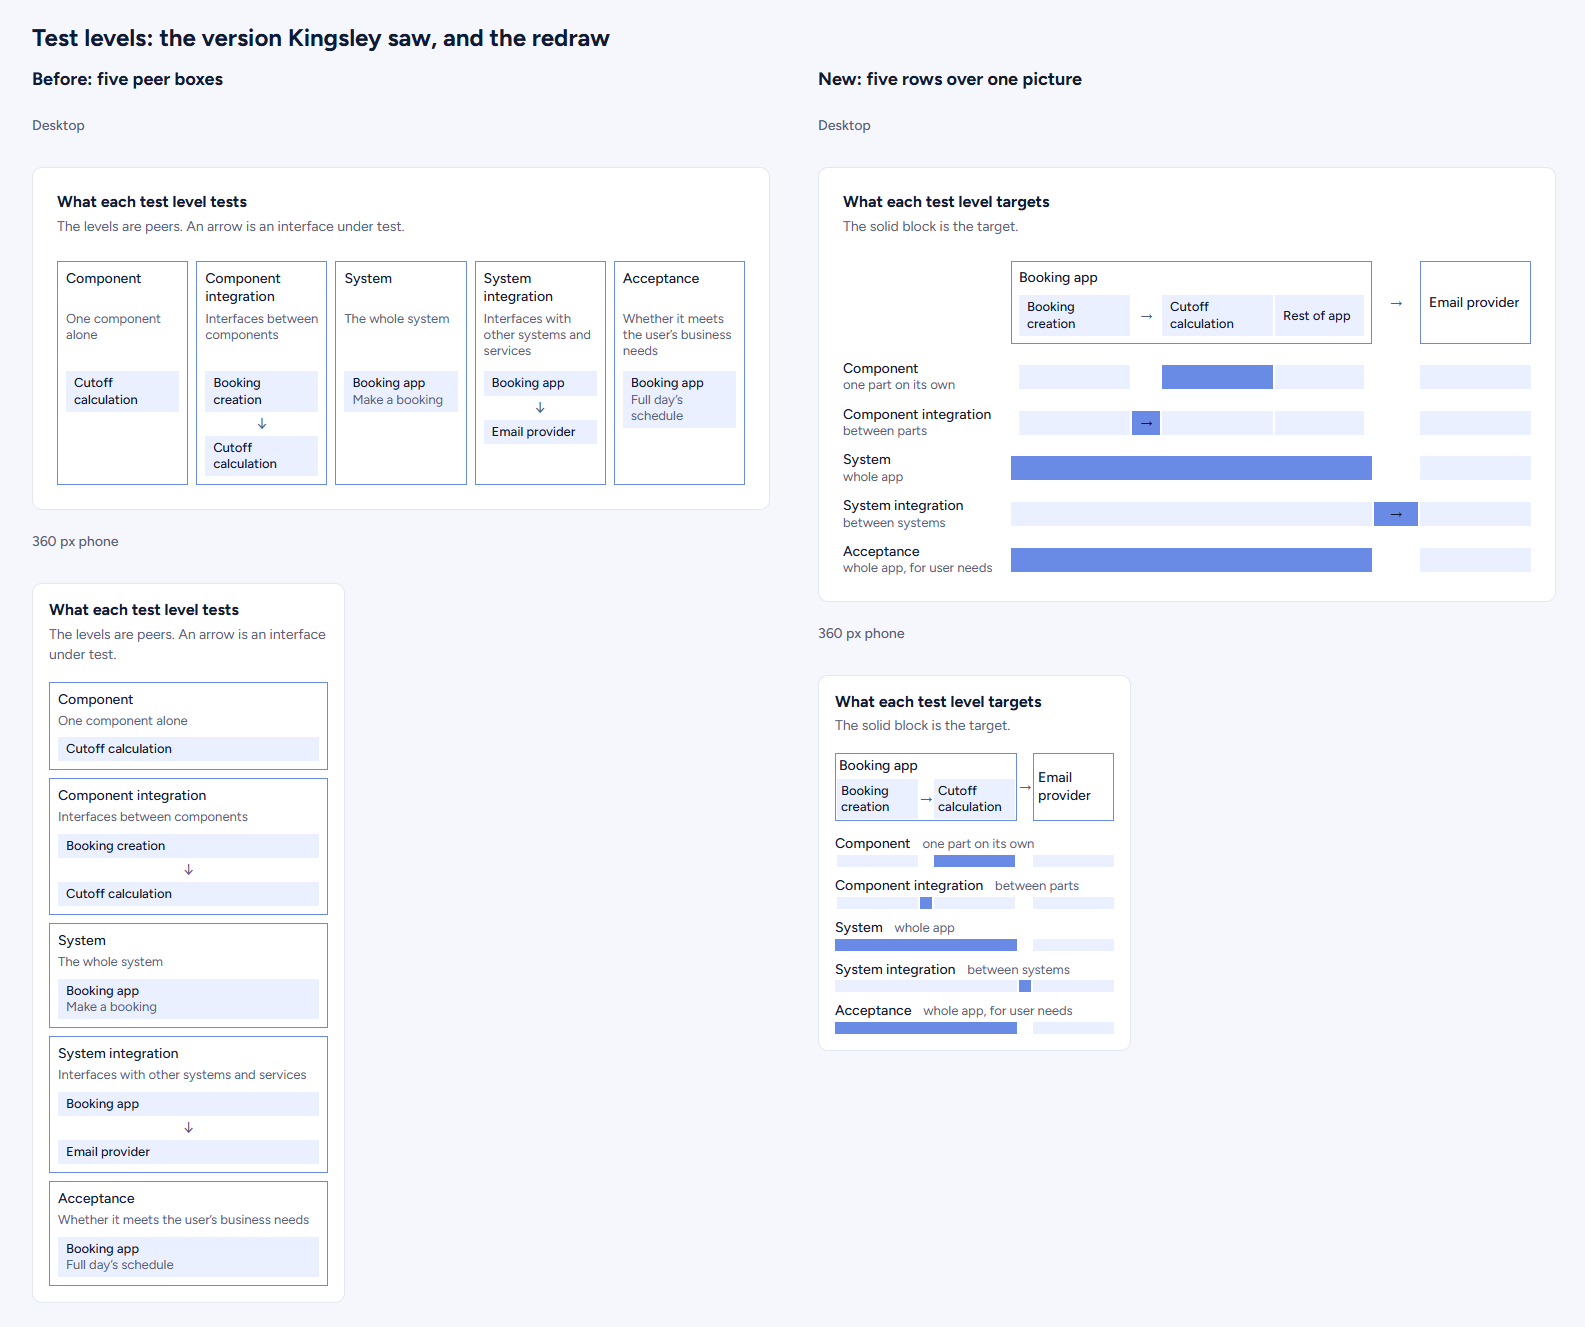 Test levels: the version Kingsley saw, and the redraw
Before: five peer boxes
Desktop
What each test level tests
The levels are peers. An arrow is an interface under test.
Component
One component
alone
Cutoff
calculation
Component
integration
Interfaces between
components
Booking
creation
↓
Cutoff
calculation
System
The whole system
Booking app
Make a booking
System
integration
Interfaces with
other systems and
services
Booking app
↓
Email provider
Acceptance
Whether it meets
the user’s business
needs
Booking app
Full day’s
schedule
360 px phone
What each test level tests
The levels are peers. An arrow is an interface
under test.
Component
One component alone
Cutoff calculation
Component integration
Interfaces between components
Booking creation
↓
Cutoff calculation
System
The whole system
Booking app
Make a booking
System integration
Interfaces with other systems and services
Booking app
↓
Email provider
Acceptance
Whether it meets the user’s business needs
Booking app
Full day’s schedule
New: five rows over one picture
Desktop
What each test level targets
The solid block is the target.
Booking app
Booking
creation
→
Cutoff
calculation
Rest of app
→
Email provider
Component
one part on its own
Component integration
between parts
→
System
whole app
System integration
between systems
→
Acceptance
whole app, for user needs
360 px phone
What each test level targets
The solid block is the target.
Booking app
Booking
creation
→
Cutoff
calculation
→
Email
provider
Component one part on its own
Component integration between parts
System whole app
System integration between systems
Acceptance whole app, for user needs